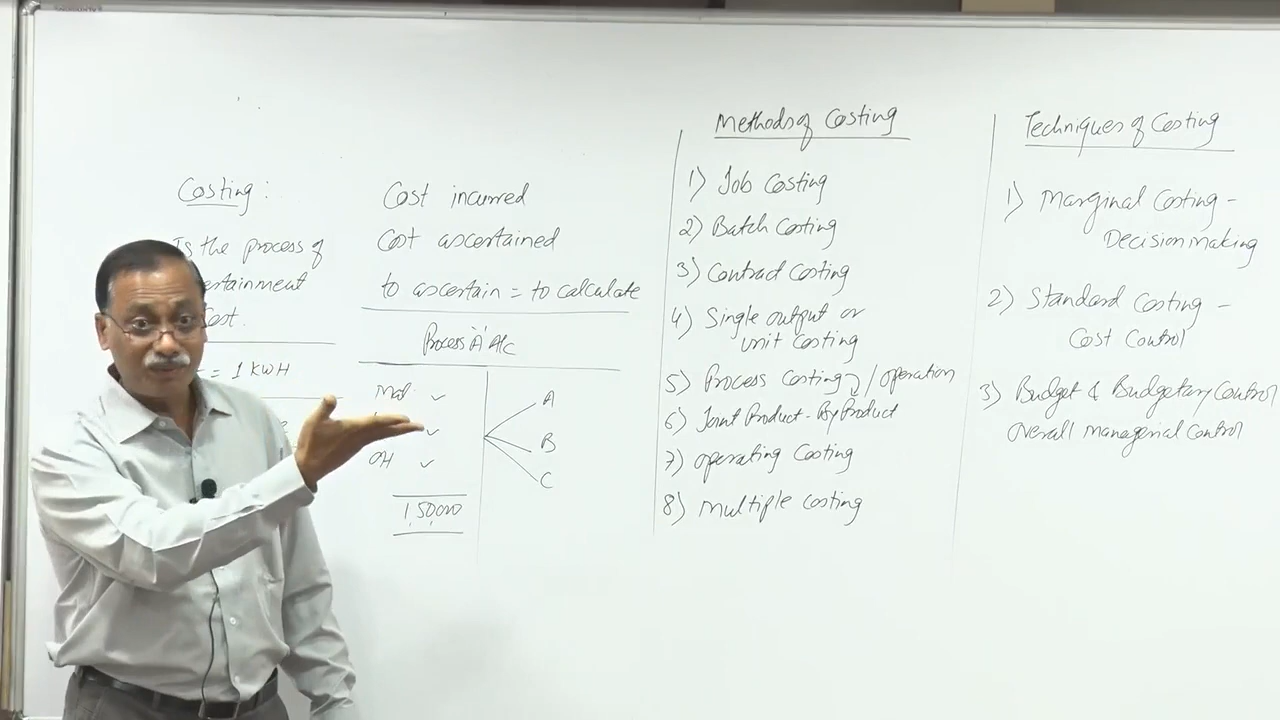 Costing :
Is the process of
ertainment
Cost.
= 1 KWH
Cost incurred
Cost ascertained
to ascertain = to calculate
Process "A" A/c
Mat ✓
✓
OH ✓
1,50,000
A
B
C
Methods of Costing
1) Job Costing
2) Batch Costing
3) Contract Costing
4) Single output or
unit Costing
5) Process Costing / operation
6) Joint Product - By Product
7) Operating Costing
8) Multiple Costing
Techniques of Costing
1) Marginal Costing -
Decision making
2) Standard Costing -
Cost Control
3) Budget & Budgetary Control
Overall Managerial Control